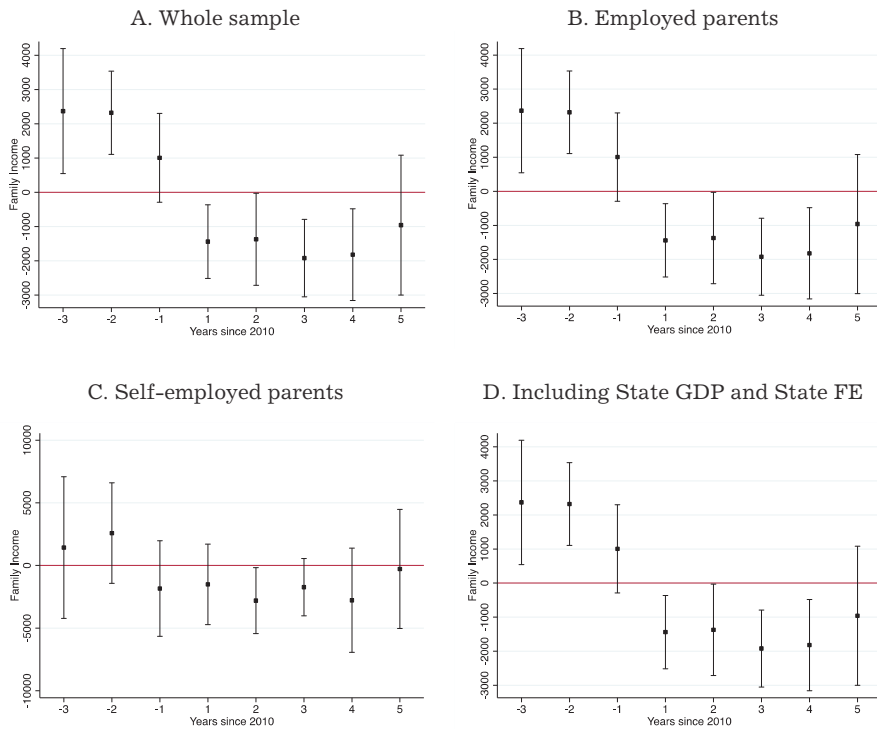 A. Whole sample
Family Income
4000
3000
2000
1000
0
-1000
-2000
-3000
-3 -2 -1 1 2 3 4 5
Years since 2010
B. Employed parents
Family Income
4000
3000
2000
1000
0
-1000
-2000
-3000
-3 -2 -1 1 2 3 4 5
Years since 2010
C. Self-employed parents
Family Income
10000
5000
0
-5000
-10000
-3 -2 -1 1 2 3 4 5
Years since 2010
D. Including State GDP and State FE
Family Income
4000
3000
2000
1000
0
-1000
-2000
-3000
-3 -2 -1 1 2 3 4 5
Years since 2010